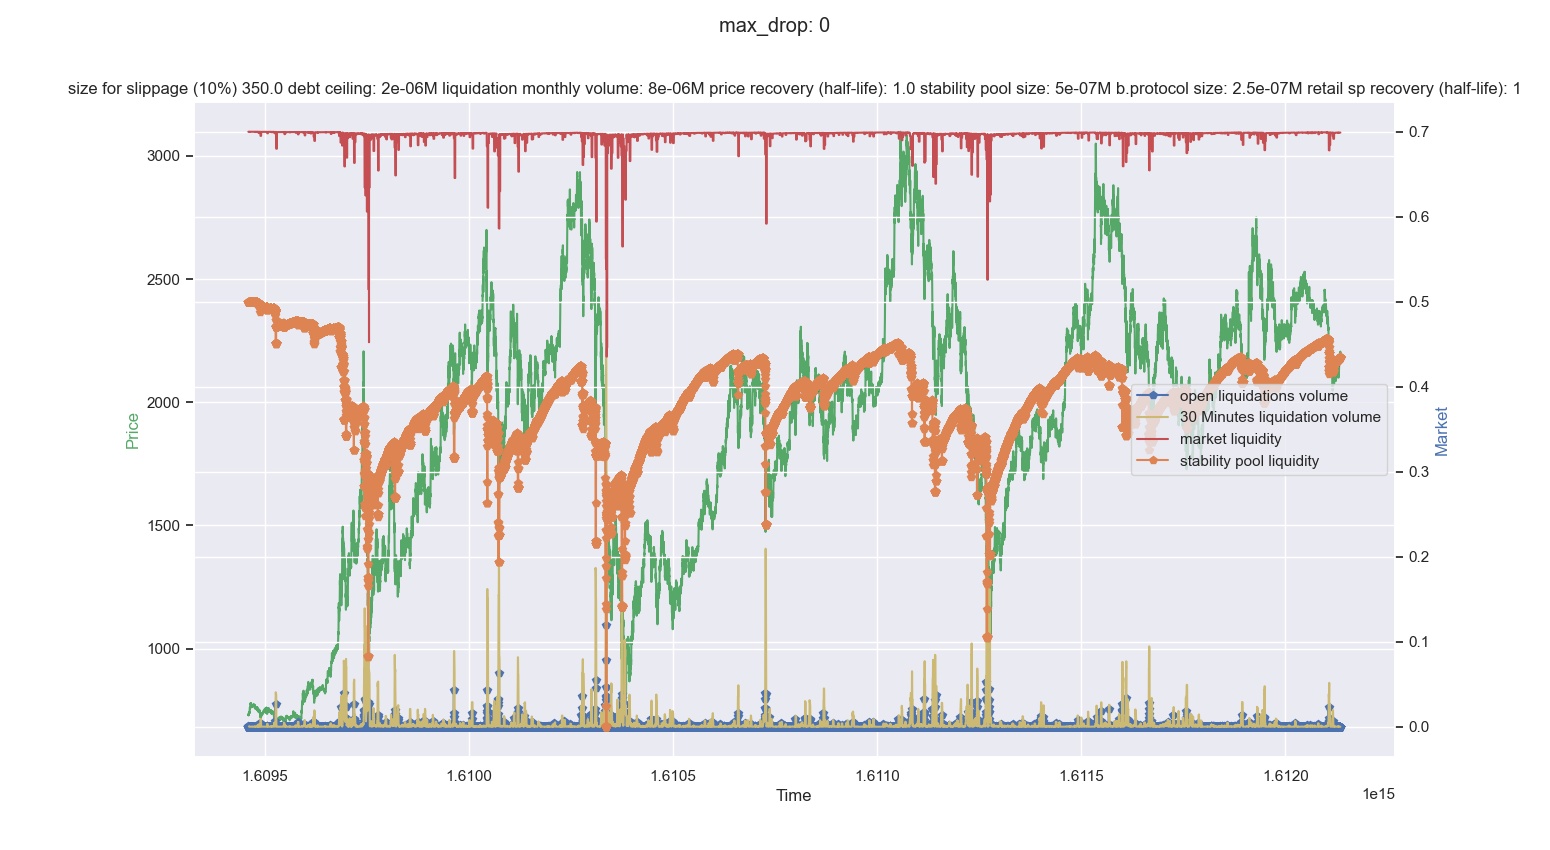 max_drop: 0
size for slippage (10%) 350.0 debt ceiling: 2e-06M liquidation monthly volume: 8e-06M price recovery (half-life): 1.0 stability pool size: 5e-07M b.protocol size: 2.5e-07M retail sp recovery (half-life): 1
3000
2500
2000
1500
1000
Price
0.7
0.6
0.5
0.4
0.3
0.2
0.1
0.0
Market
open liquidations volume
30 Minutes liquidation volume
market liquidity
stability pool liquidity
1.6095
1.6100
1.6105
1.6110
1.6115
1.6120
1e15
Time